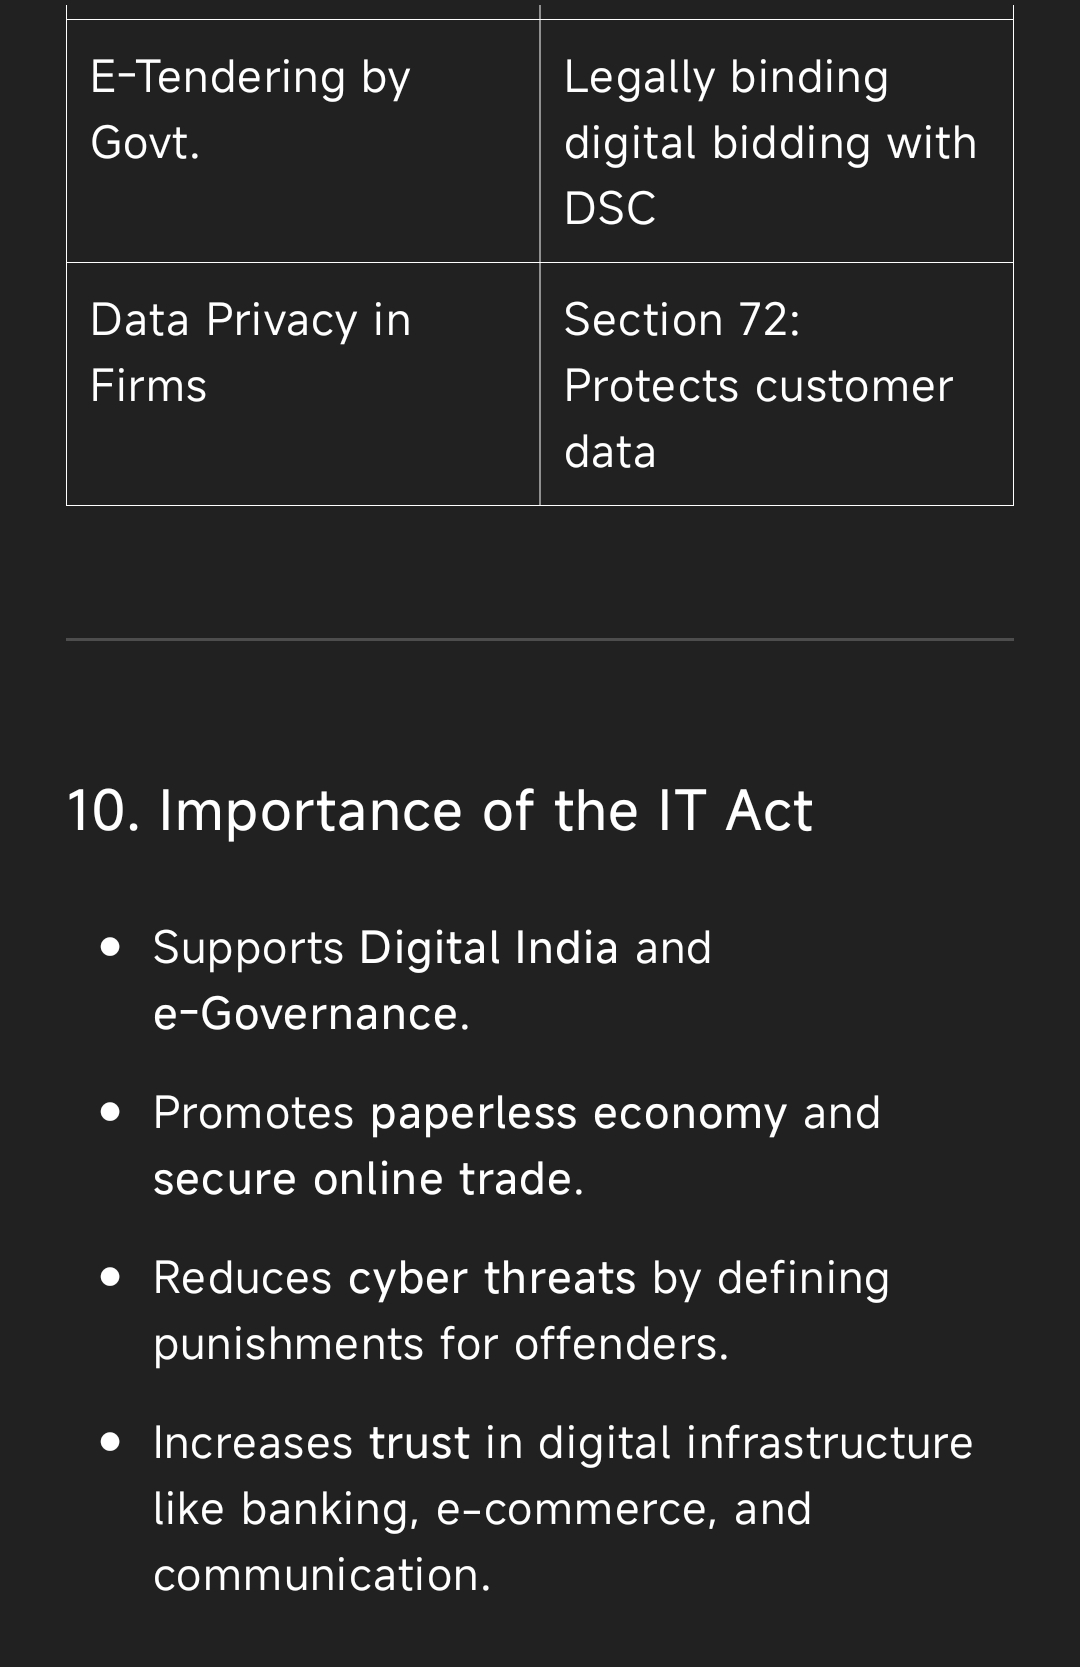 E-Tendering by
Govt.
Legally binding
digital bidding with
DSC
Data Privacy in
Firms
Section 72:
Protects customer
data
10. Importance of the IT Act
● Supports Digital India and
e-Governance.
● Promotes paperless economy and
secure online trade.
● Reduces cyber threats by defining
punishments for offenders.
● Increases trust in digital infrastructure
like banking, e-commerce, and
communication.